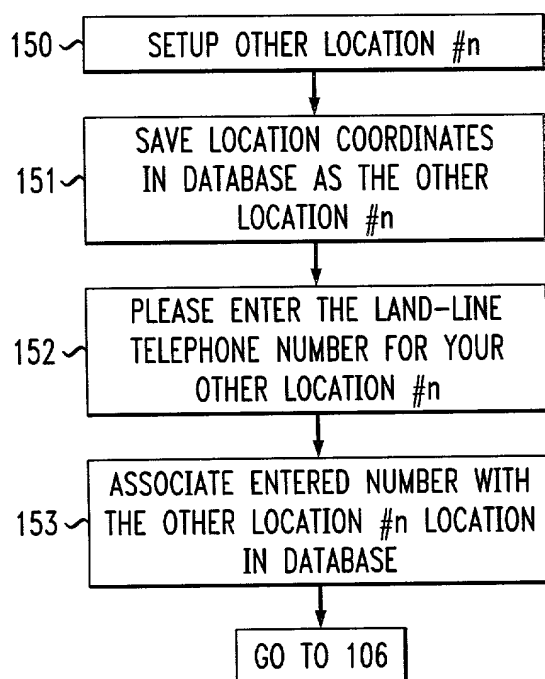 150 SETUP OTHER LOCATION #n
SAVE LOCATION COORDINATES
151 IN DATABASE AS THE OTHER
LOCATION #n
PLEASE ENTER THE LAND-LINE
152 TELEPHONE NUMBER FOR YOUR
OTHER LOCATION #n
ASSOCIATE ENTERED NUMBER WITH
153 THE OTHER LOCATION #n LOCATION
IN DATABASE
GO TO 106